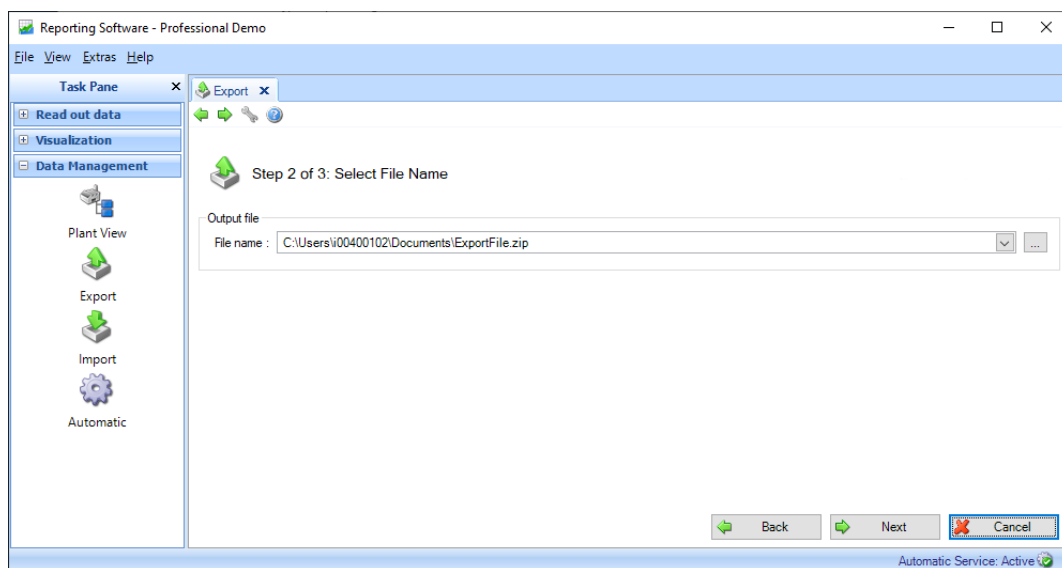 Reporting Software - Professional Demo
File View Extras Help
Task Pane
Export
Read out data
Visualization
Data Management
Plant View
Export
Import
Automatic
Step 2 of 3: Select File Name
Output file
File name : C:\Users\i00400102\Documents\ExportFile.zip
...
Back Next Cancel
Automatic Service: Active